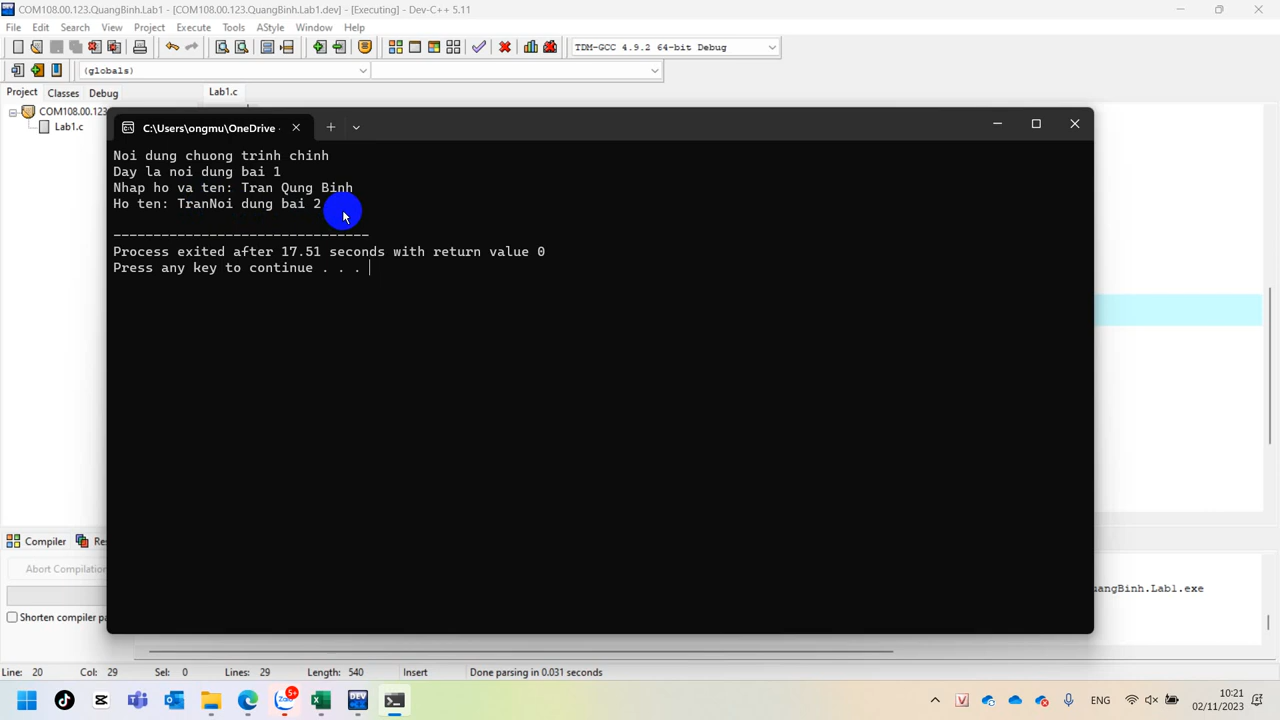 COM108.00.123.QuangBinh.Lab1 - [COM108.00.123.QuangBinh.Lab1.dev] - [Executing] - Dev-C++ 5.11
File Edit Search View Project Execute Tools AStyle Window Help
TDM-GCC 4.9.2 64-bit Debug
(globals)
Project Classes Debug Lab1.c
COM108.00.123
Lab1.c
C:\Users\ongmu\OneDrive
Noi dung chuong trinh chinh
Day la noi dung bai 1
Nhap ho va ten: Tran Qung Binh
Ho ten: TranNoi dung bai 2
--------------------------------
Process exited after 17.51 seconds with return value 0
Press any key to continue . . .
Compiler Res
Abort Compilation
uangBinh.Lab1.exe
Shorten compiler pa
Line: 20 Col: 29 Sel: 0 Lines: 29 Length: 540 Insert Done parsing in 0.031 seconds
5+
Zalo
DEV
V
ENG
10:21
02/11/2023